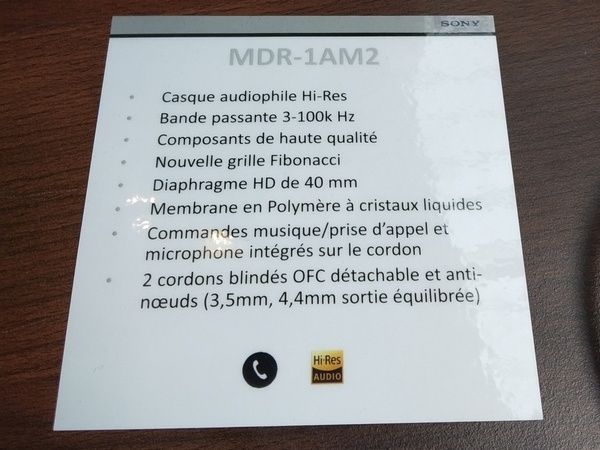 SONY
MDR-1AM2
• Casque audiophile Hi-Res
• Bande passante 3-100k Hz
• Composants de haute qualité
• Nouvelle grille Fibonacci
• Diaphragme HD de 40 mm
• Membrane en Polymère à cristaux liquides
• Commandes musique/prise d'appel et
microphone intégrés sur le cordon
• 2 cordons blindés OFC détachable et anti-
nœuds (3,5mm, 4,4mm sortie équilibrée)
Hi-Res
AUDIO